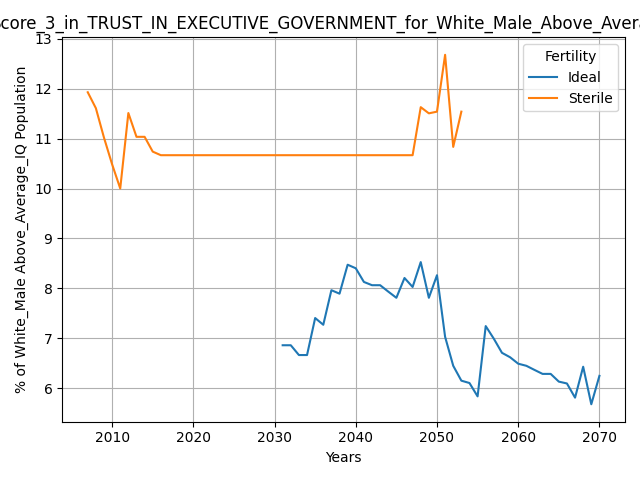 core_3_in_TRUST_IN_EXECUTIVE_GOVERNMENT_for_White_Male_Above_Avera
Fertility
Ideal
Sterile
% of White_Male Above_Average_IQ Population
13
12
11
10
9
8
7
6
2010 2020 2030 2040 2050 2060 2070
Years